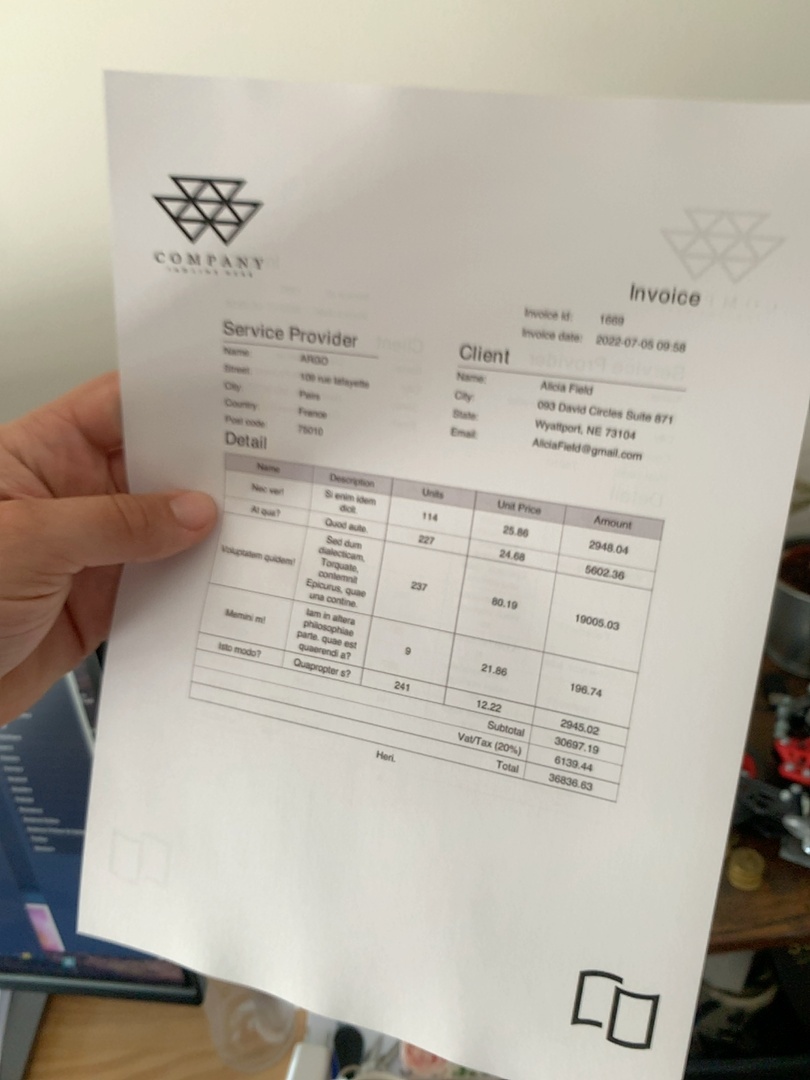 COMPANY
Invoice
Invoice id: 1669
Invoice date: 2022-07-05 09:58
Service Provider
Name: ARGO
Street: 109 rue lafayette
City: Paris
Country: France
Post code: 75010
Client
Name: Alicia Field
City: 093 David Circles Suite 871
State: Wyattport, NE 73104
Email: AliciaField@gmail.com
Detail
Name Description Units Unit Price Amount
Nec ver! Si enim idem dicit. 114 25.86 2948.04
At qua? Quod aute. 227 24.68 5602.36
Voluptatem quidem! Sed dum dialecticam, Torquate, contemnit Epicurus, quae una contine. 237 80.19 19005.03
Memini m! Iam in altera philosophiae parte. quae est quaerendi a? 9 21.86 196.74
Isto modo? Quapropter s? 241 12.22 2945.02
Subtotal 30697.19
Vat/Tax (20%) 6139.44
Total 36836.63
Heri.